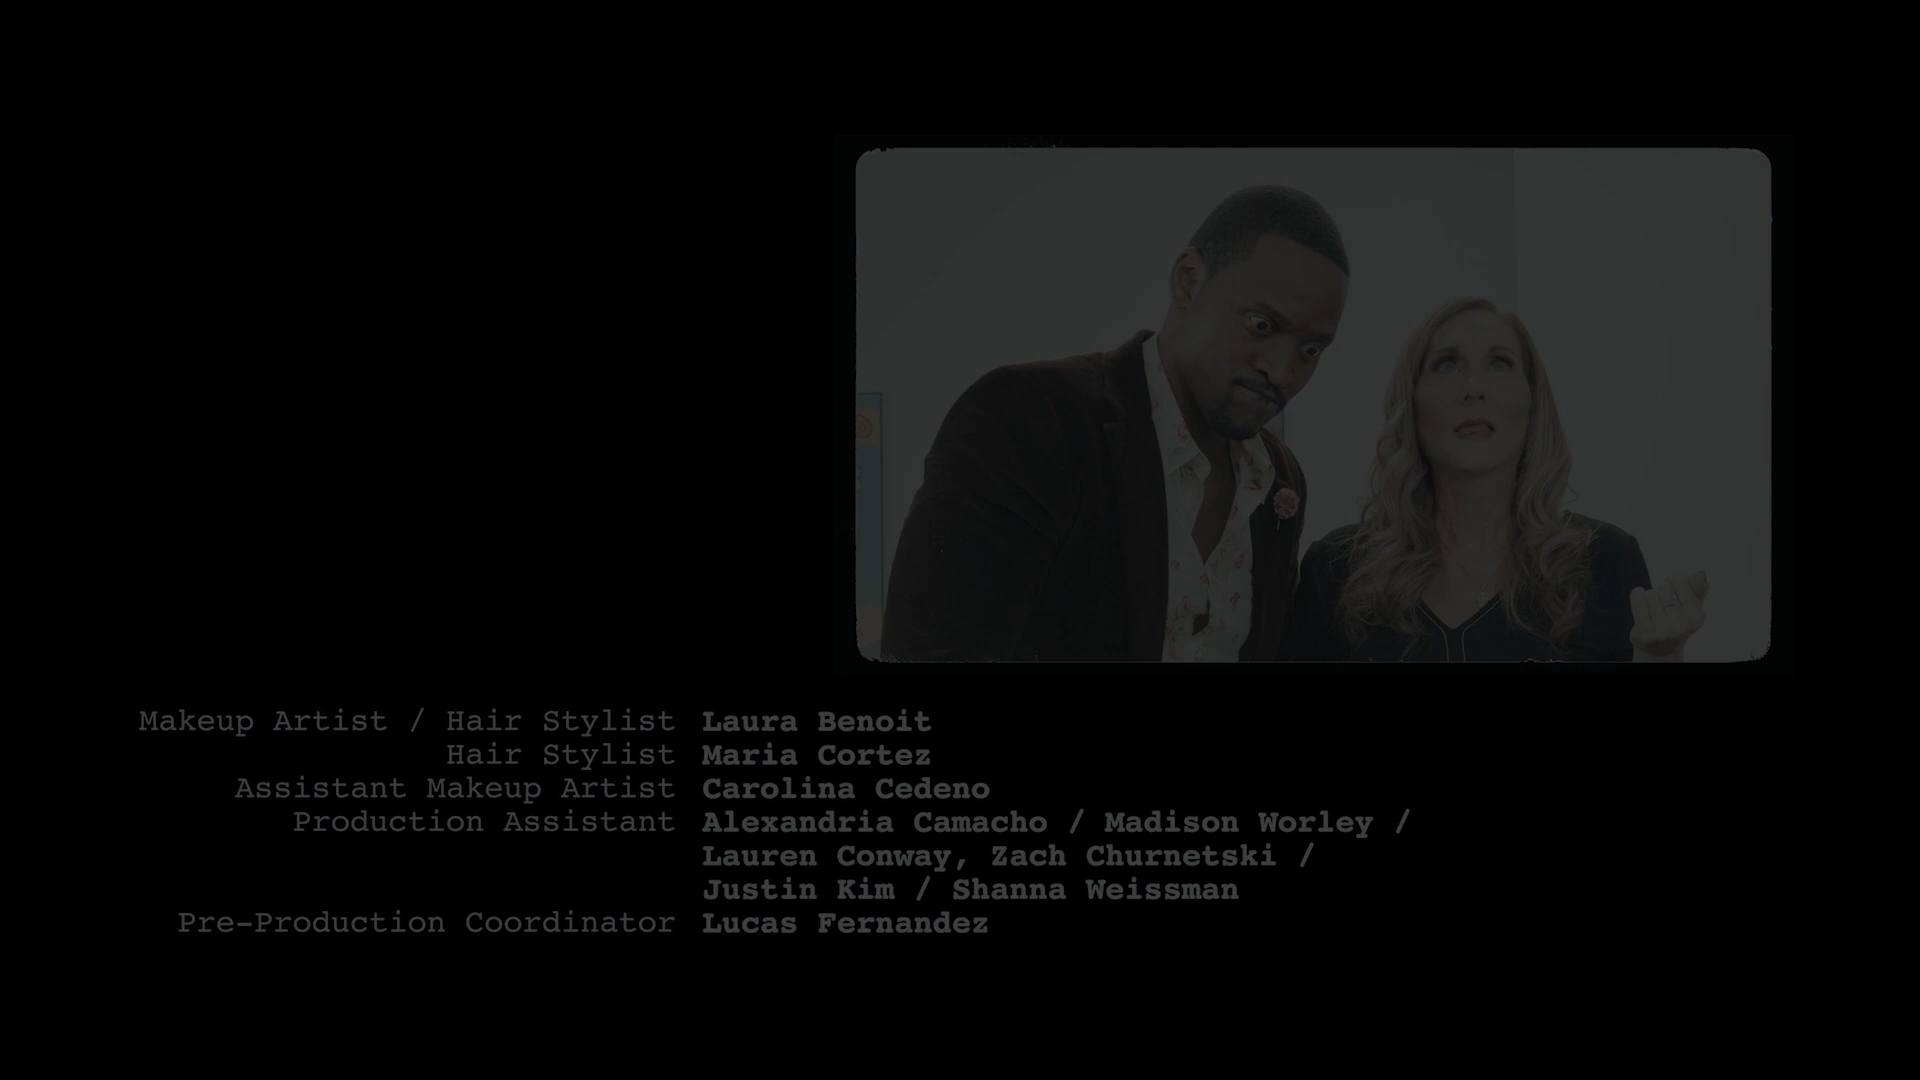 Makeup Artist / Hair Stylist Laura Benoit
Hair Stylist Maria Cortez
Assistant Makeup Artist Carolina Cedeno
Production Assistant Alexandria Camacho / Madison Worley /
Lauren Conway, Zach Churnetski /
Justin Kim / Shanna Weissman
Pre-Production Coordinator Lucas Fernandez